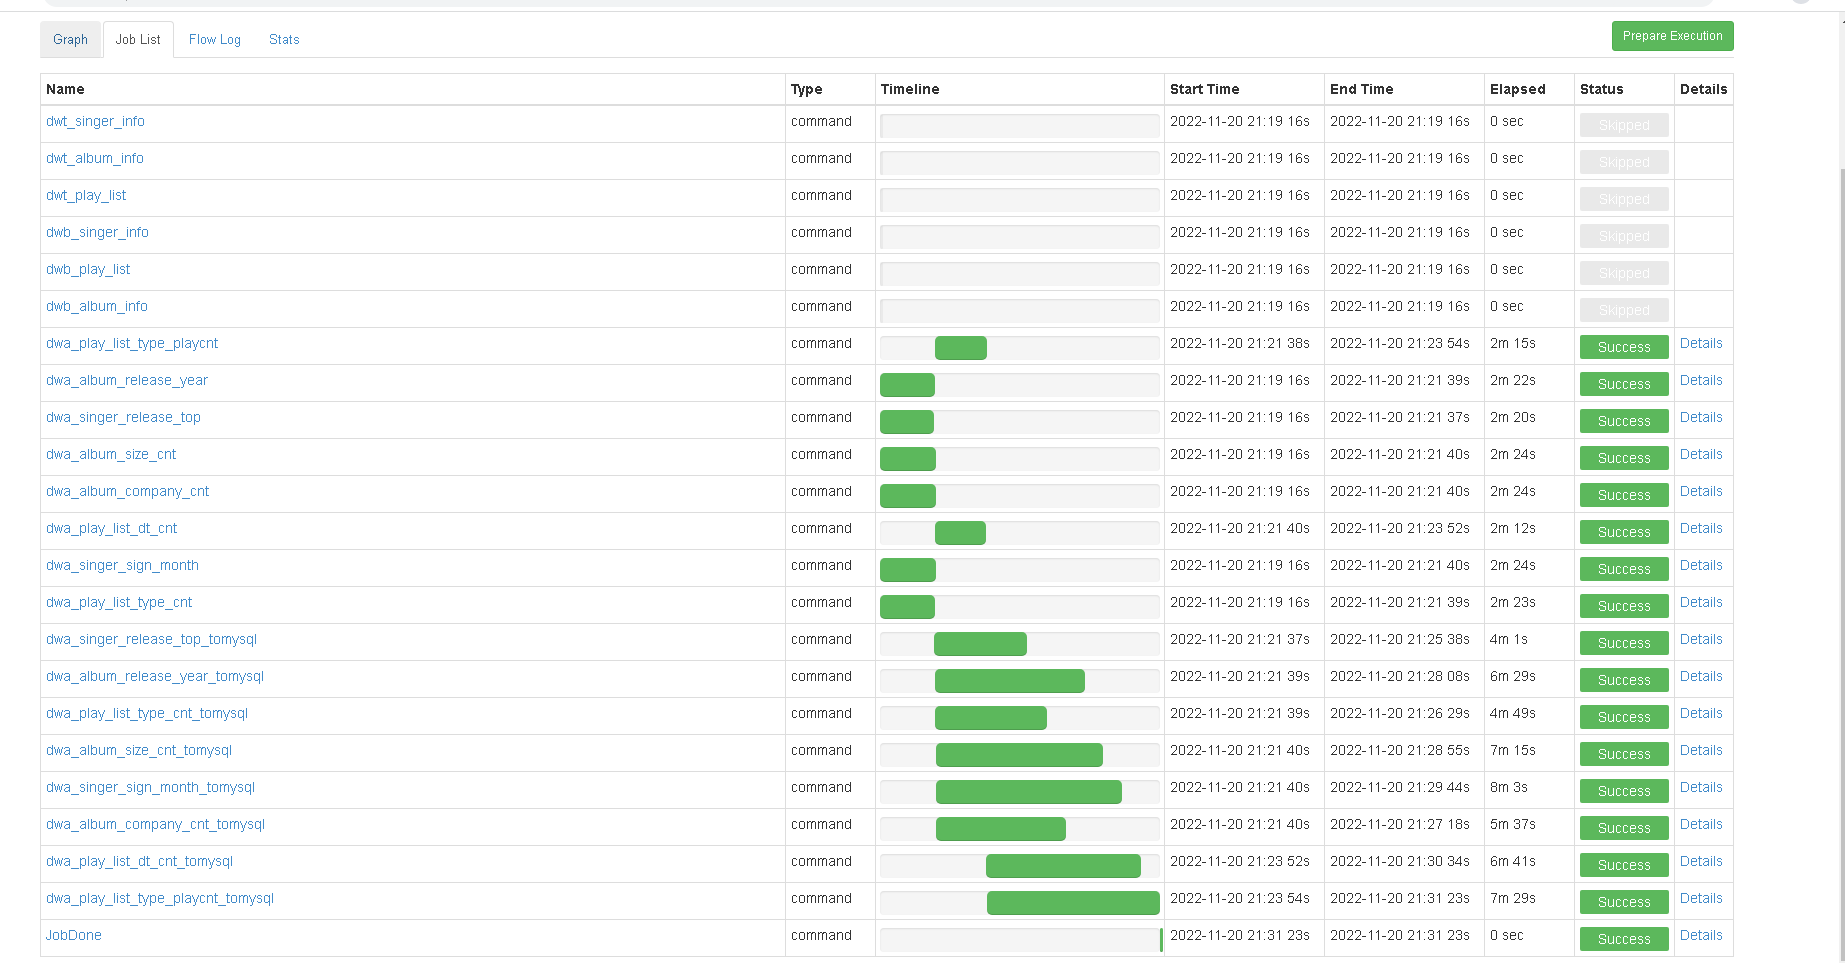 Graph Job List Flow Log Stats Prepare Execution
Name Type Timeline Start Time End Time Elapsed Status Details
dwt_singer_info command 2022-11-20 21:19 16s 2022-11-20 21:19 16s 0 sec Skipped
dwt_album_info command 2022-11-20 21:19 16s 2022-11-20 21:19 16s 0 sec Skipped
dwt_play_list command 2022-11-20 21:19 16s 2022-11-20 21:19 16s 0 sec Skipped
dwb_singer_info command 2022-11-20 21:19 16s 2022-11-20 21:19 16s 0 sec Skipped
dwb_play_list command 2022-11-20 21:19 16s 2022-11-20 21:19 16s 0 sec Skipped
dwb_album_info command 2022-11-20 21:19 16s 2022-11-20 21:19 16s 0 sec Skipped
dwa_play_list_type_playcnt command 2022-11-20 21:21 38s 2022-11-20 21:23 54s 2m 15s Success Details
dwa_album_release_year command 2022-11-20 21:19 16s 2022-11-20 21:21 39s 2m 22s Success Details
dwa_singer_release_top command 2022-11-20 21:19 16s 2022-11-20 21:21 37s 2m 20s Success Details
dwa_album_size_cnt command 2022-11-20 21:19 16s 2022-11-20 21:21 40s 2m 24s Success Details
dwa_album_company_cnt command 2022-11-20 21:19 16s 2022-11-20 21:21 40s 2m 24s Success Details
dwa_play_list_dt_cnt command 2022-11-20 21:21 40s 2022-11-20 21:23 52s 2m 12s Success Details
dwa_singer_sign_month command 2022-11-20 21:19 16s 2022-11-20 21:21 40s 2m 24s Success Details
dwa_play_list_type_cnt command 2022-11-20 21:19 16s 2022-11-20 21:21 39s 2m 23s Success Details
dwa_singer_release_top_tomysql command 2022-11-20 21:21 37s 2022-11-20 21:25 38s 4m 1s Success Details
dwa_album_release_year_tomysql command 2022-11-20 21:21 39s 2022-11-20 21:28 08s 6m 29s Success Details
dwa_play_list_type_cnt_tomysql command 2022-11-20 21:21 39s 2022-11-20 21:26 29s 4m 49s Success Details
dwa_album_size_cnt_tomysql command 2022-11-20 21:21 40s 2022-11-20 21:28 55s 7m 15s Success Details
dwa_singer_sign_month_tomysql command 2022-11-20 21:21 40s 2022-11-20 21:29 44s 8m 3s Success Details
dwa_album_company_cnt_tomysql command 2022-11-20 21:21 40s 2022-11-20 21:27 18s 5m 37s Success Details
dwa_play_list_dt_cnt_tomysql command 2022-11-20 21:23 52s 2022-11-20 21:30 34s 6m 41s Success Details
dwa_play_list_type_playcnt_tomysql command 2022-11-20 21:23 54s 2022-11-20 21:31 23s 7m 29s Success Details
JobDone command 2022-11-20 21:31 23s 2022-11-20 21:31 23s 0 sec Success Details